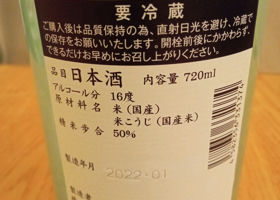 要冷蔵
ご購入後は品質保持の為、直射日光を避け、冷蔵で
の保存をお願いいたします。開栓前後にかかわらず、
できるだけお早めにお召し上がりください。
品目 日本酒 内容量 720ml
アルコール分 16度
原材料名 米(国産)
米こうじ(国産米)
精米歩合 50%
製造年月 2022.01
製造者